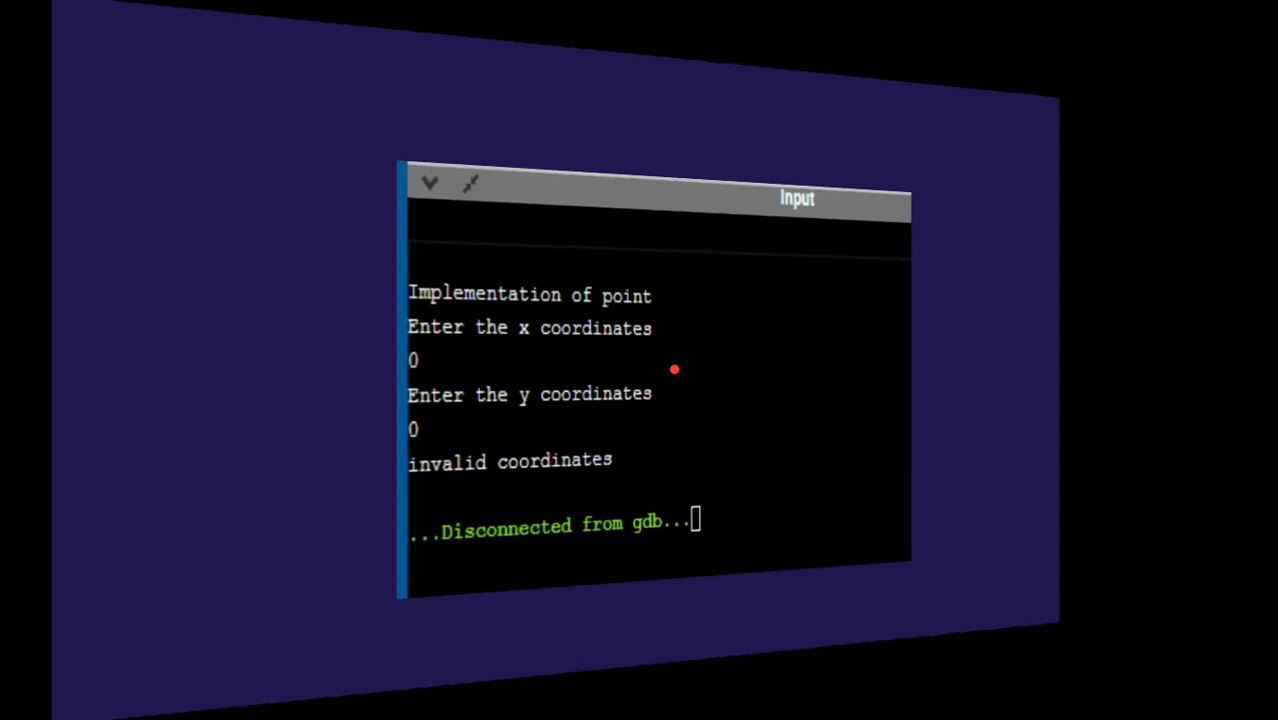 Input
Implementation of point
Enter the x coordinates
0
Enter the y coordinates
0
invalid coordinates
...Disconnected from gdb...